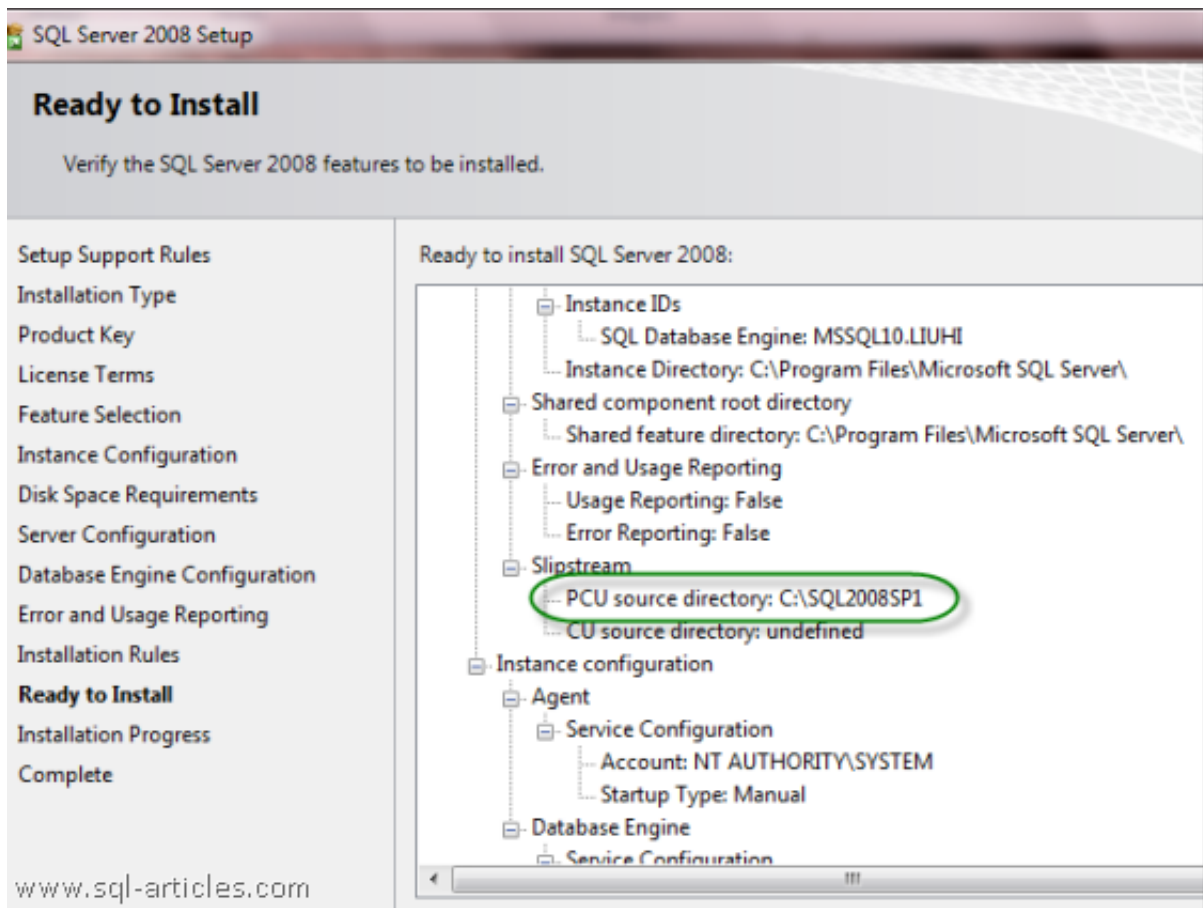 SQL Server 2008 Setup
Ready to Install
Verify the SQL Server 2008 features to be installed.
Setup Support Rules
Installation Type
Product Key
License Terms
Feature Selection
Instance Configuration
Disk Space Requirements
Server Configuration
Database Engine Configuration
Error and Usage Reporting
Installation Rules
Ready to Install
Installation Progress
Complete
Ready to install SQL Server 2008:
Instance IDs
SQL Database Engine: MSSQL10.LIUHI
Instance Directory: C:\Program Files\Microsoft SQL Server\
Shared component root directory
Shared feature directory: C:\Program Files\Microsoft SQL Server\
Error and Usage Reporting
Usage Reporting: False
Error Reporting: False
Slipstream
PCU source directory: C:\SQL2008SP1
CU source directory: undefined
Instance configuration
Agent
Service Configuration
Account: NT AUTHORITY\SYSTEM
Startup Type: Manual
Database Engine
Service Configuration
www.sql-articles.com